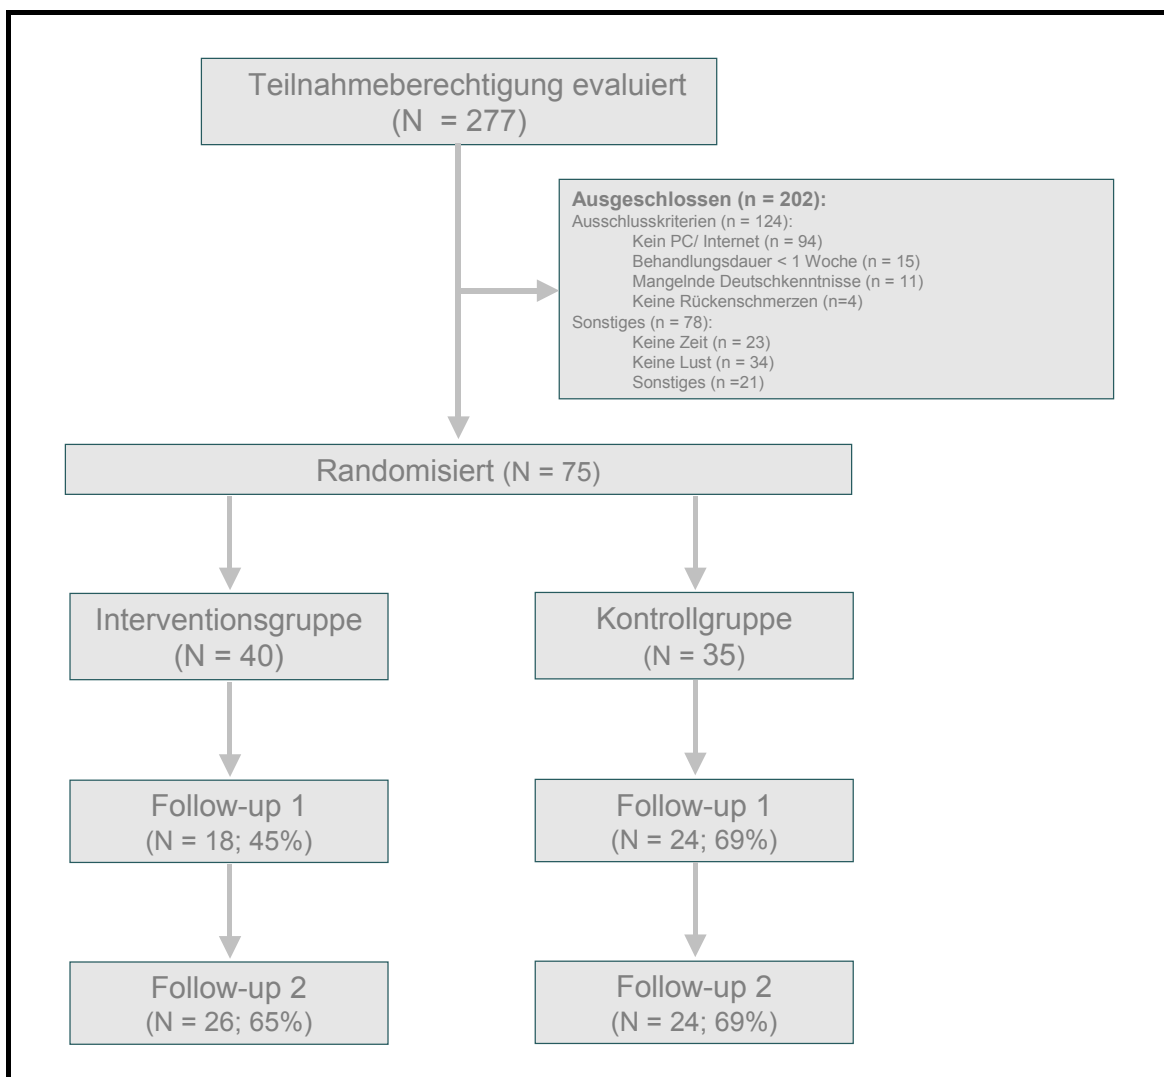 Teilnahmeberechtigung evaluiert
(N = 277)
Ausgeschlossen (n = 202):
Ausschlusskriterien (n = 124):
Kein PC/ Internet (n = 94)
Behandlungsdauer < 1 Woche (n = 15)
Mangelnde Deutschkenntnisse (n = 11)
Keine Rückenschmerzen (n=4)
Sonstiges (n = 78):
Keine Zeit (n = 23)
Keine Lust (n = 34)
Sonstiges (n =21)
Randomisiert (N = 75)
Interventionsgruppe
(N = 40)
Kontrollgruppe
(N = 35)
Follow-up 1
(N = 18; 45%)
Follow-up 1
(N = 24; 69%)
Follow-up 2
(N = 26; 65%)
Follow-up 2
(N = 24; 69%)